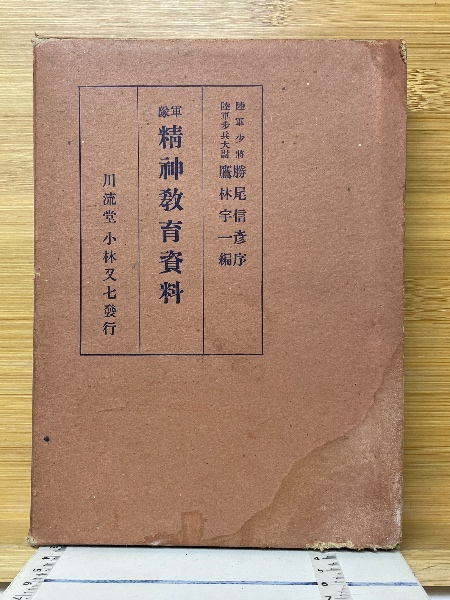 陸軍少將勝尾信彦序
陸軍步兵大尉鷹林宇一編
軍隊
精神教育資料
川流堂小林又七發行